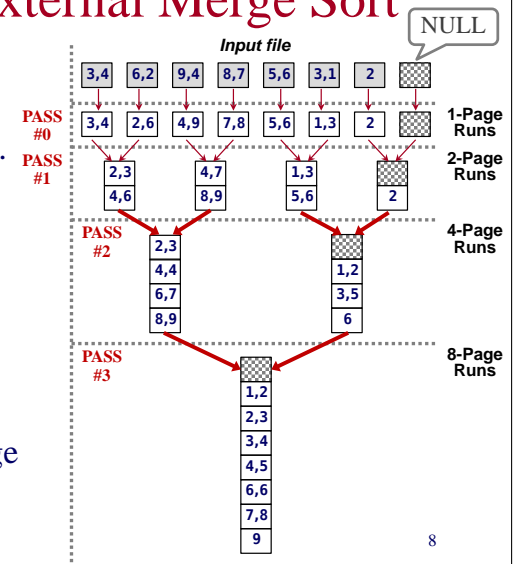 xternal Merge Sort
NULL
Input file
3,4 6,2 9,4 8,7 5,6 3,1 2
PASS #0
3,4 2,6 4,9 7,8 5,6 1,3 2
1-Page Runs
.
PASS #1
2,3 4,7 1,3
4,6 8,9 5,6 2
2-Page Runs
PASS #2
2,3
4,4 1,2
6,7 3,5
8,9 6
4-Page Runs
PASS #3
8-Page Runs
1,2
2,3
3,4
4,5
6,6
7,8
9
ge
8